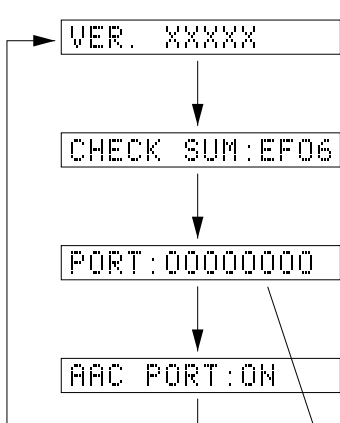 VER. XXXXX
CHECK SUM:EF06
PORT:00000000
AAC PORT:ON